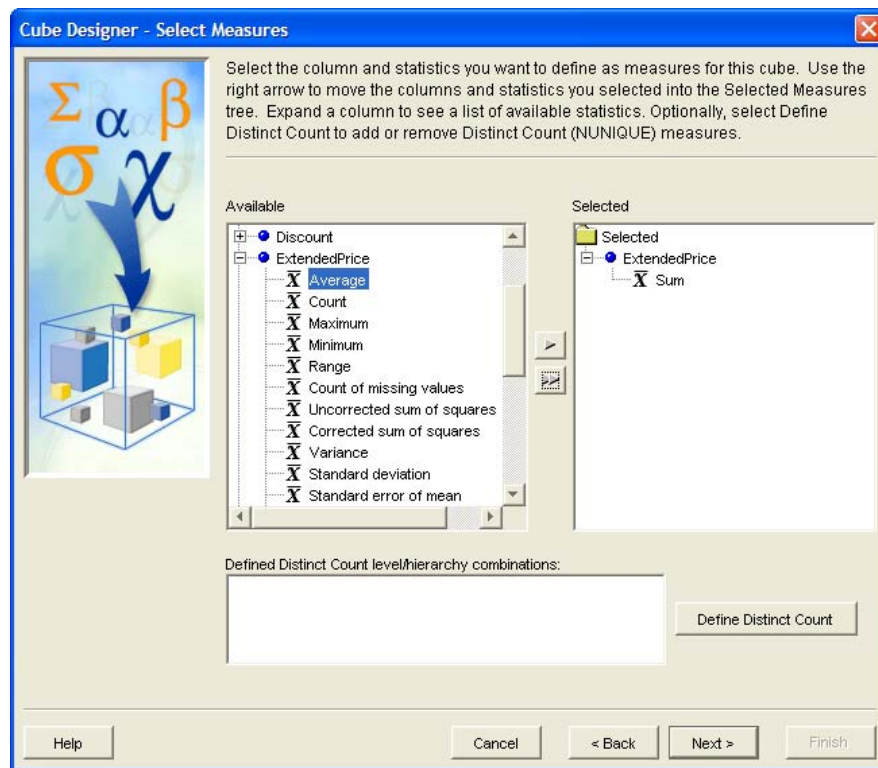 Cube Designer - Select Measures
Select the column and statistics you want to define as measures for this cube. Use the
right arrow to move the columns and statistics you selected into the Selected Measures
tree. Expand a column to see a list of available statistics. Optionally, select Define
Distinct Count to add or remove Distinct Count (NUNIQUE) measures.
Σ α β
σ χ
Available
Discount
ExtendedPrice
X Average
X Count
X Maximum
X Minimum
X Range
X Count of missing values
X Uncorrected sum of squares
X Corrected sum of squares
X Variance
X Standard deviation
X Standard error of mean
Selected
Selected
ExtendedPrice
X Sum
Defined Distinct Count level/hierarchy combinations:
Define Distinct Count
Help
Cancel
< Back
Next >
Finish